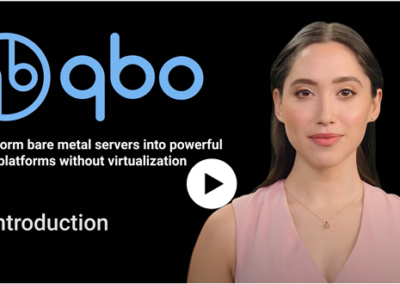 qbo
orm bare metal servers into powerful
platforms without virtualization
ntroduction